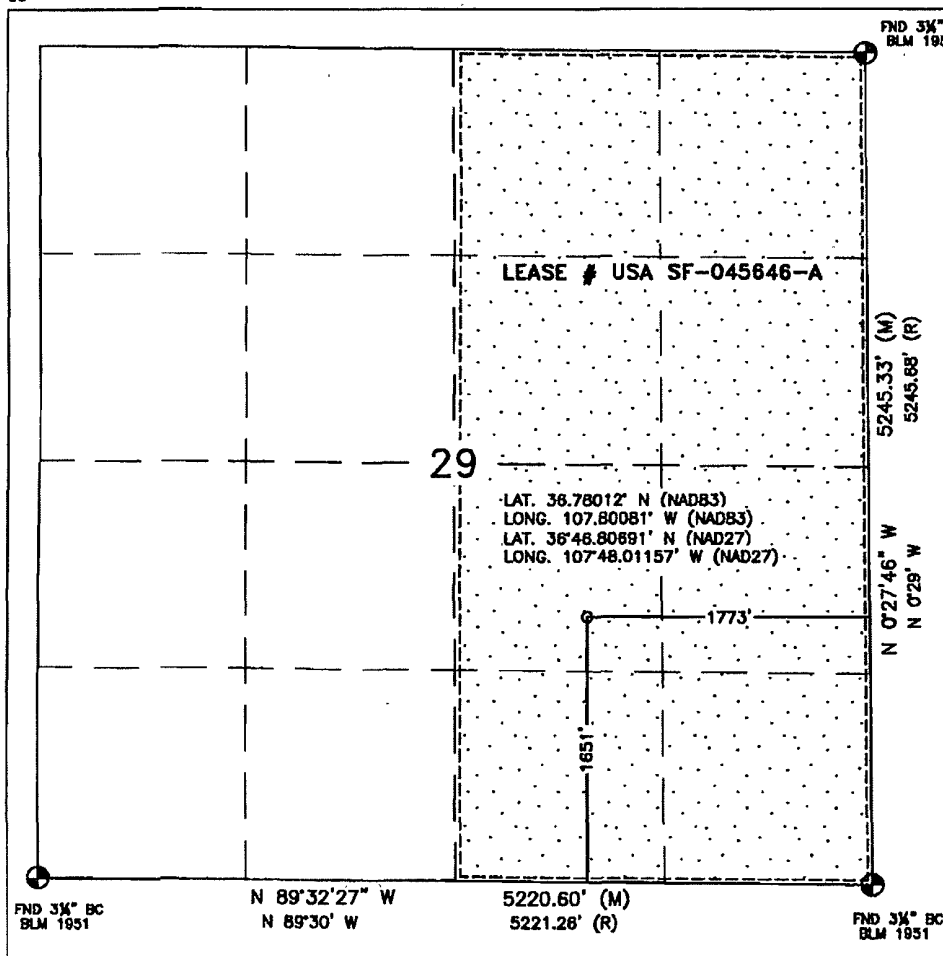 FND 3¼"
BLM 195
LEASE # USA SF-045646-A
5245.33' (M)
5245.88' (R)
29
LAT. 36.78012° N (NAD83)
LONG. 107.80081° W (NAD83)
LAT. 36°46.80691' N (NAD27)
LONG. 107°48.01157' W (NAD27)
N 0°27'46" W
N 0°29' W
1773'
1651'
N 89°32'27" W
5220.60' (M)
N 89°30' W
5221.26' (R)
FND 3¼" BC
BLM 1951
FND 3¼" BC
BLM 1951